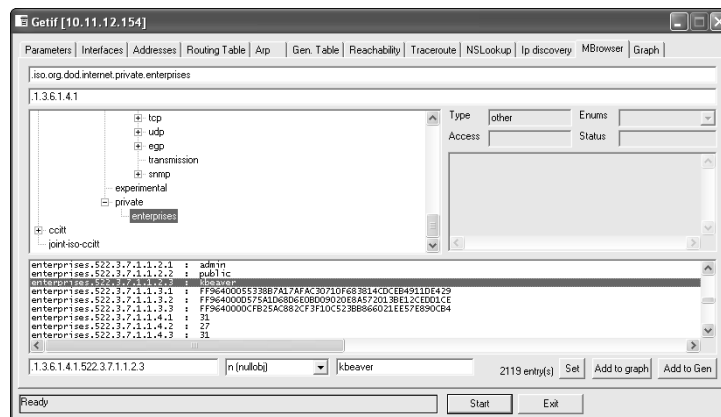 Getif [10.11.12.154]
Parameters Interfaces Addresses Routing Table Arp Gen. Table Reachability Traceroute NSLookup Ip discovery MBrowser Graph
.iso.org.dod.internet.private.enterprises
.1.3.6.1.4.1
tcp
udp
egp
transmission
snmp
experimental
private
enterprises
ccitt
joint-iso-ccitt
Type other Enums
Access Status
enterprises.522.3.7.1.1.2.1 : admin
enterprises.522.3.7.1.1.2.2 : public
enterprises.522.3.7.1.1.2.3 : kbeaver
enterprises.522.3.7.1.1.3.1 : FF96400055338B7A17AFAC30710F683814CDCEB4911DE429
enterprises.522.3.7.1.1.3.2 : FF964000D575A1D68D6E0BD09020E8A572013BE12CEDD1CE
enterprises.522.3.7.1.1.3.3 : FF9640000CFB25AC882CF3F10C523BB866021EE57E890CB4
enterprises.522.3.7.1.1.4.1 : 31
enterprises.522.3.7.1.1.4.2 : 27
enterprises.522.3.7.1.1.4.3 : 31
.1.3.6.1.4.1.522.3.7.1.1.2.3 n (nullobj) kbeaver 2119 entry(s) Set Add to graph Add to Gen
Ready Start Exit